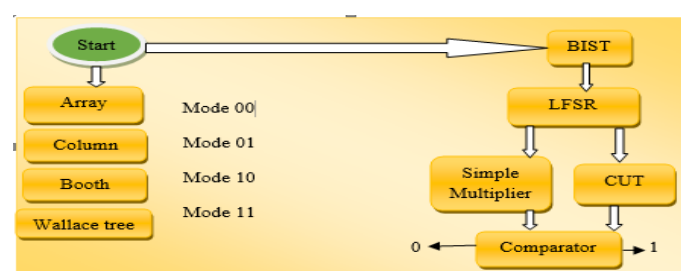 Start
BIST
Array
Mode 00
LFSR
Column
Mode 01
Booth
Mode 10
Simple
Multiplier
CUT
Wallace tree
Mode 11
0
Comparator
1